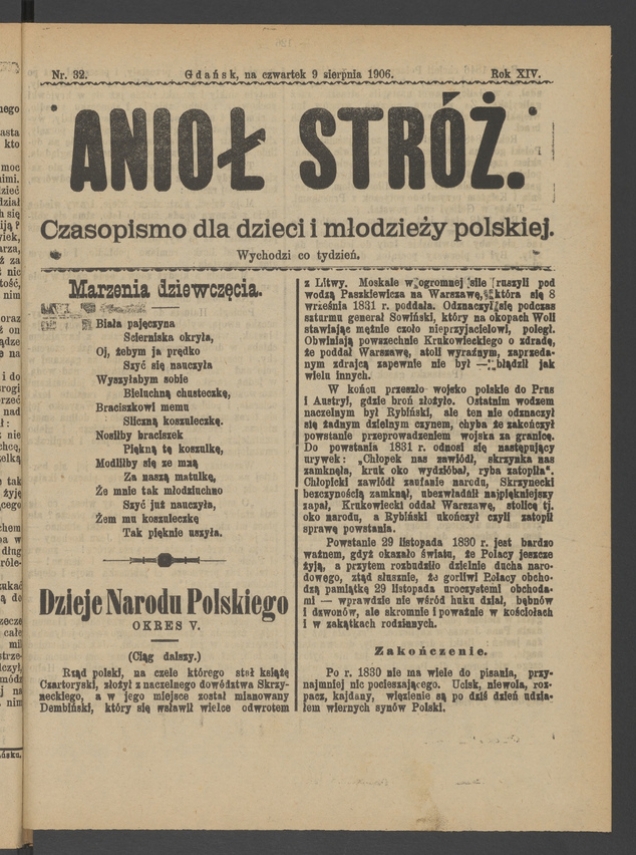 Nr. 32.
Gdańsk, na czwartek 9 sierpnia 1906.
Rok XIV.
ANIOŁ STRÓŻ.
Czasopismo dla dzieci i młodzieży polskiej.
Wychodzi co tydzień.
Marzenia dziewczęcia.
Biała pajęczyna
Scierniska okryła,
Oj, żebym ja prędko
Szyć się nauczyła
Wyszyłabym sobie
Bieluchną chusteczkę,
Braciszkowi memu
Śliczną koszuleczkę.
Nosiłby braciszek
Piękną tę koszulkę,
Modliłby się ze mną
Za naszą matulkę,
Że mnie tak młodziuchno
Szyć już nauczyła,
Żem mu koszuleczkę
Tak pięknie uszyła.
Dzieje Narodu Polskiego
OKRES V.
(Ciąg dalszy.)
Rząd polski, na czele którego stał książę
Czartoryski, złożył z naczelnego dowództwa Skrzy-
neckiego, a w jego miejsce został mianowany
Dembiński, który się wsławił wielce odwrotem
z Litwy. Moskale w ogromnej sile ruszyli pod
wodzą Paszkiewicza na Warszawę, która się 8
września 1831 r. poddała. Odznaczył się podczas
szturmu generał Sowiński, który na okopach Woli
stawiając mężnie czoło nieprzyjacielowi, poległ.
Obwiniają powszechnie Krukowieckiego o zdradę,
że poddał Warszawę, atoli wyraźnym, zaprzeda-
nym zdrajcą zapewnie nie był — błądził jak
wielu innych.
W końcu przeszło wojsko polskie do Prus
i Austryi, gdzie broń złożyło. Ostatnim wodzem
naczelnym był Rybiński, ale ten nie odznaczył
się żadnym dzielnym czynem, chyba że zakończył
powstanie przeprowadzeniem wojska za granicę.
Do powstania 1831 r. odnosi się następujący
urywek: „Chłopek nas zawiódł, skrzynka nas
zamknęła, kruk oko wydzióbał, ryba zatopiła".
Chłopicki zawiódł zaufanie narodu, Skrzynecki
bezczynością zamknął, ubezwładnił najpiękniejszy
zapał, Krukowiecki oddał Warszawę, stolicę tj.
oko narodu, a Rybiński ukończył czyli zatopił
sprawę powstania.
Powstanie 29 listopada 1830 r. jest bardzo
ważnem, gdyż okazało światu, że Polacy jeszcze
żyją, a przytem rozbudziło dzielnie ducha naro-
dowego, ztąd słusznie, że gorliwi Polacy obcho-
dzą pamiątkę 29 listopada uroczystemi obchoda-
mi — wprawdzie nie wśród huku dział, bębnów
i dzwonów, ale skromnie i poważnie w kościołach
i w zakątkach rodzinnych.
Zakończenie.
Po r. 1830 nie ma wiele do pisania, przy-
najmniej nic pocieszającego. Ucisk, niewola, roz-
pacz, kajdany, więzienie są po dziś dzień udzia-
łem wiernych synów Polski.